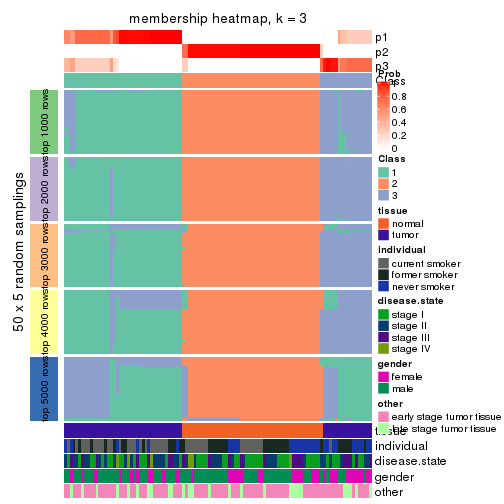 membership heatmap, k = 3
p1
p2
p3
Class
Prob
1
0.8
0.6
0.4
0.2
0
Class
1
2
3
tissue
normal
tumor
individual
current smoker
former smoker
never smoker
disease.state
stage I
stage II
stage III
stage IV
gender
female
male
other
early stage tumor tissue
late stage tumor tissue
50 x 5 random samplings
top 1000 rows
top 2000 rows
top 3000 rows
top 4000 rows
top 5000 rows
tissue
individual
disease.state
gender
other